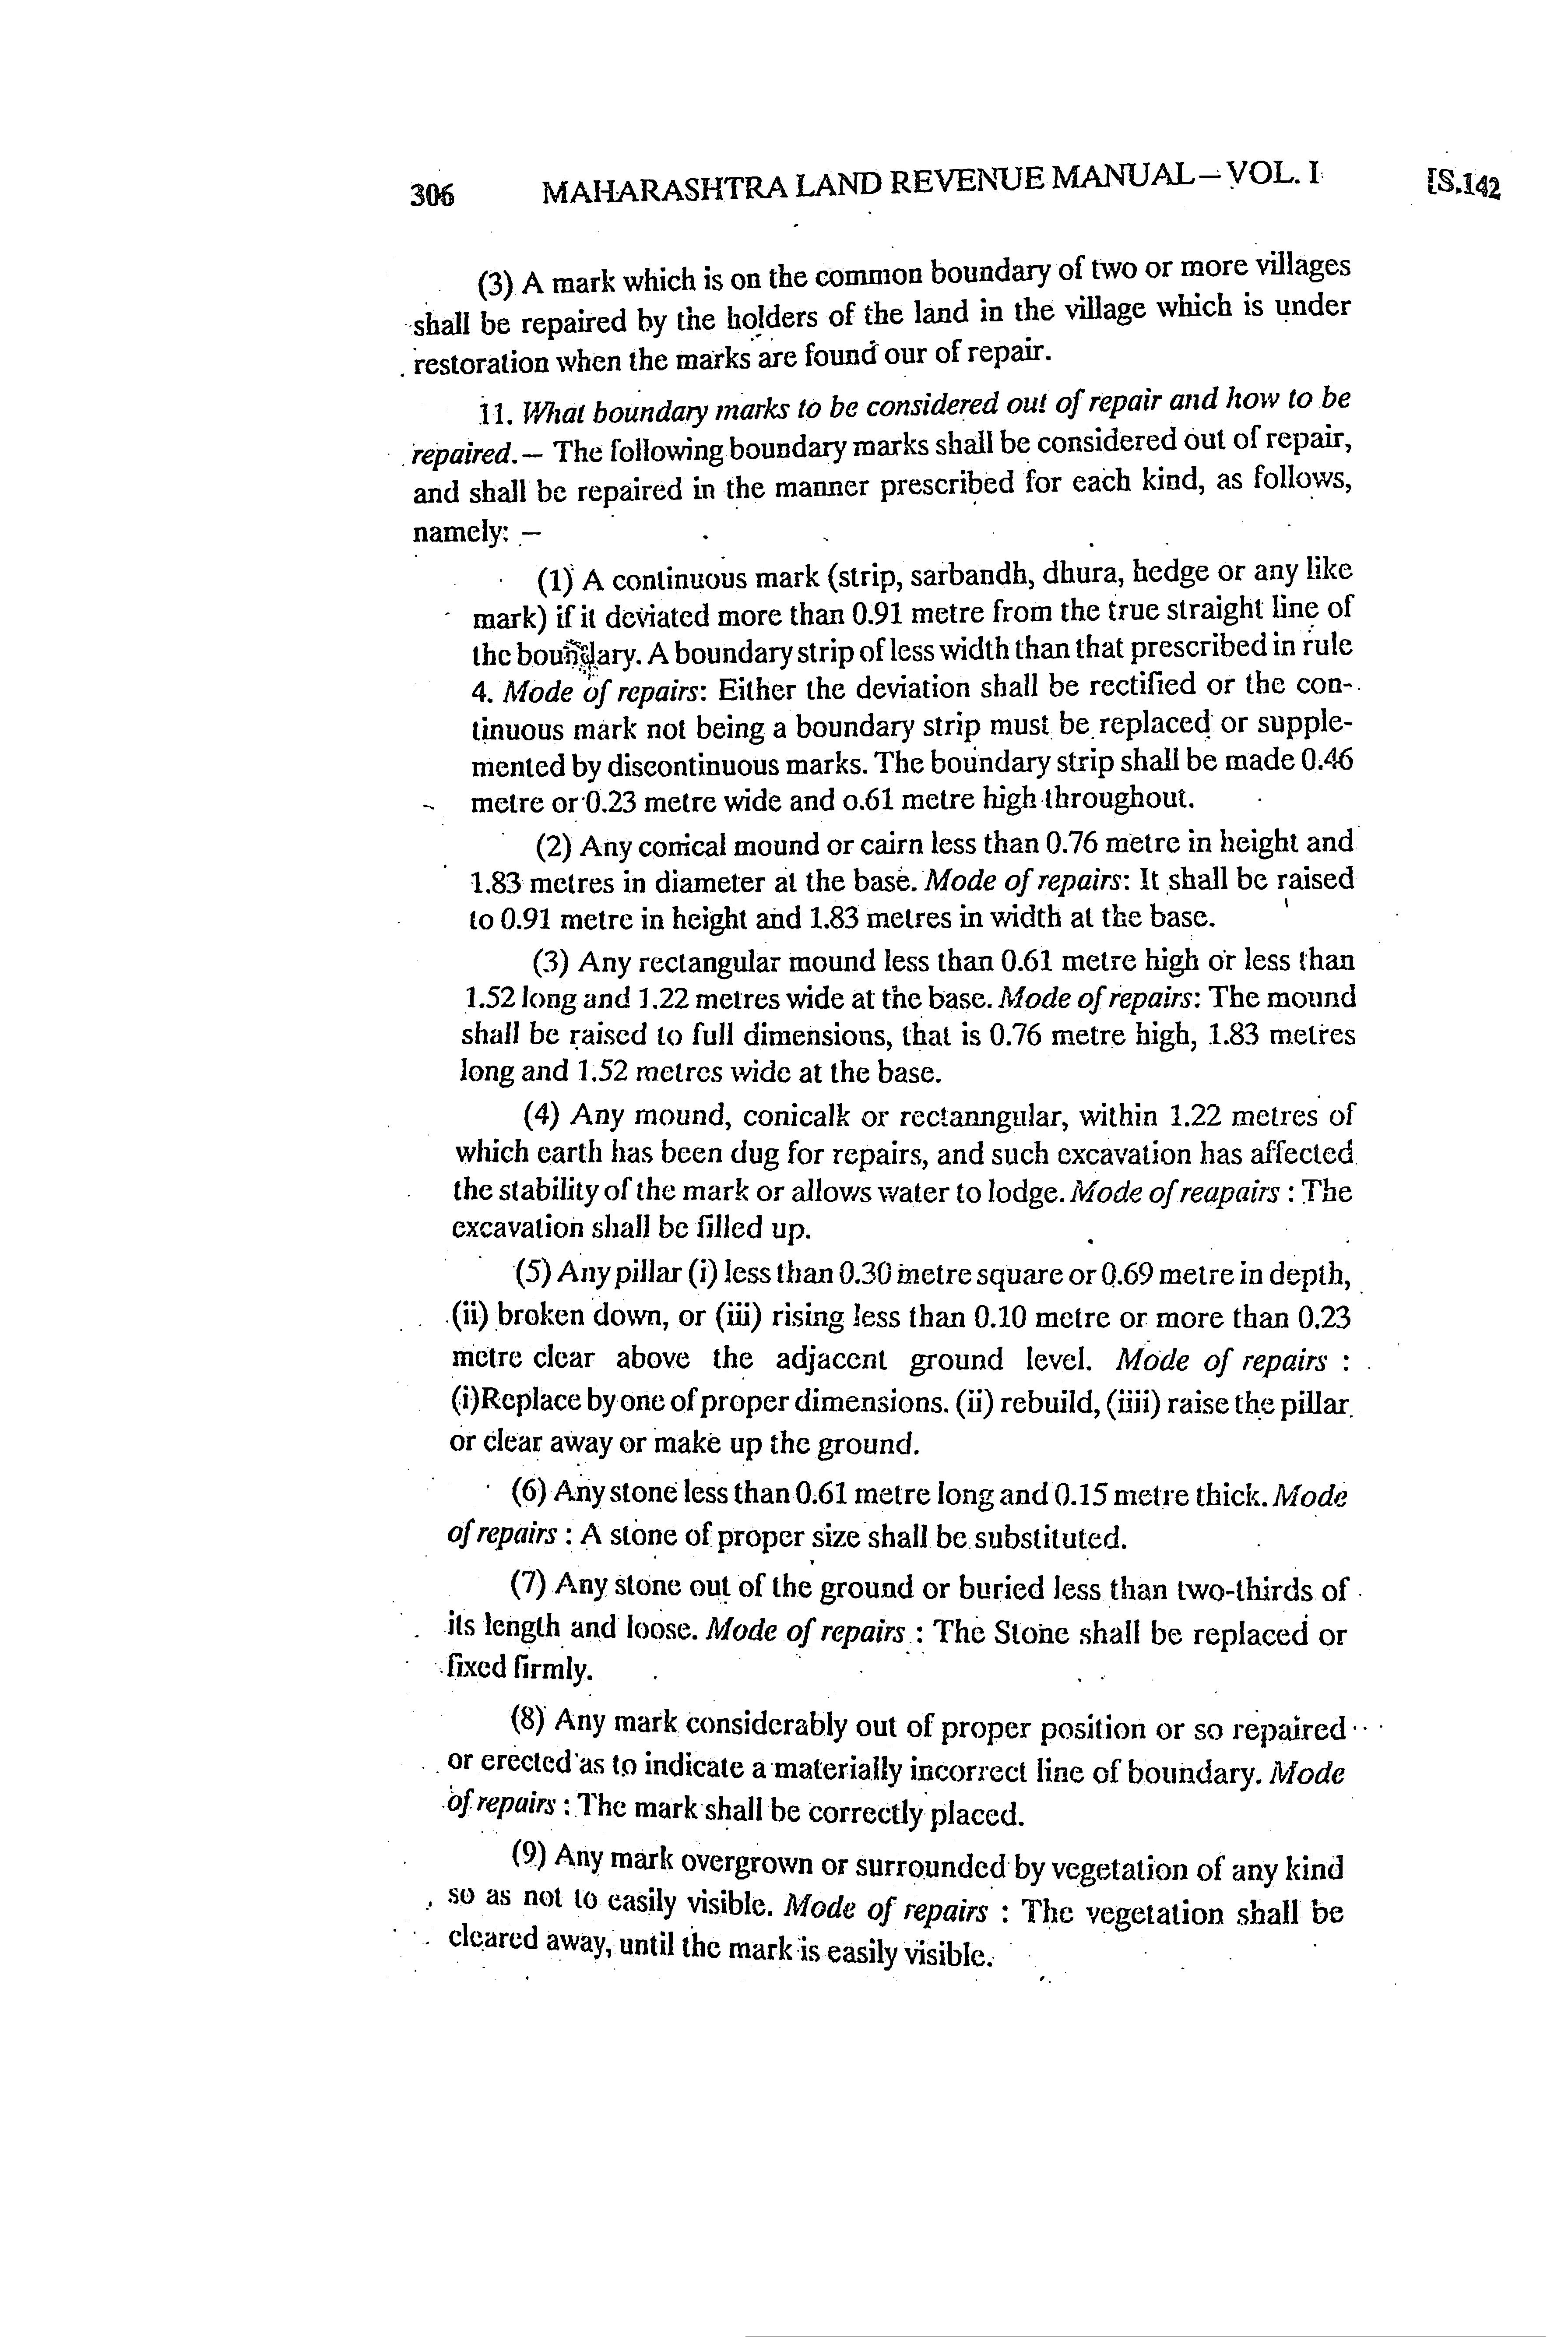 306 MAHARASHTRA LAND REVENUE MANUAL – VOL. I [S.142
(3) A mark which is on the common boundary of two or more villages
shall be repaired by the holders of the land in the village which is under
restoration when the marks are found our of repair.
11. What boundary marks to be considered out of repair and how to be
repaired. – The following boundary marks shall be considered out of repair,
and shall be repaired in the manner prescribed for each kind, as follows,
namely: –
(1) A continuous mark (strip, sarbandh, dhura, hedge or any like
mark) if it deviated more than 0.91 metre from the true straight line of
the boundary. A boundary strip of less width than that prescribed in rule
4. Mode of repairs: Either the deviation shall be rectified or the con-
tinuous mark not being a boundary strip must be replaced or supple-
mented by discontinuous marks. The boundary strip shall be made 0.46
metre or 0.23 metre wide and o.61 metre high throughout.
(2) Any conical mound or cairn less than 0.76 metre in height and
1.83 metres in diameter at the base. Mode of repairs: It shall be raised
to 0.91 metre in height and 1.83 metres in width at the base.
(3) Any rectangular mound less than 0.61 metre high or less than
1.52 long and 1.22 metres wide at the base. Mode of repairs: The mound
shall be raised to full dimensions, that is 0.76 metre high, 1.83 metres
long and 1.52 metres wide at the base.
(4) Any mound, conicalk or rectanngular, within 1.22 metres of
which earth has been dug for repairs, and such excavation has affected
the stability of the mark or allows water to lodge. Mode of reapairs : The
excavation shall be filled up.
(5) Any pillar (i) less than 0.30 metre square or 0.69 metre in depth,
(ii) broken down, or (iii) rising less than 0.10 metre or more than 0.23
metre clear above the adjacent ground level. Mode of repairs :
(i)Replace by one of proper dimensions. (ii) rebuild, (iiii) raise the pillar
or clear away or make up the ground.
(6) Any stone less than 0.61 metre long and 0.15 metre thick. Mode
of repairs : A stone of proper size shall be substituted.
(7) Any stone out of the ground or buried less than two-thirds of
its length and loose. Mode of repairs : The Stone shall be replaced or
fixed firmly.
(8) Any mark considerably out of proper position or so repaired
or erected as to indicate a materially incorrect line of boundary. Mode
of repairs : The mark shall be correctly placed.
(9) Any mark overgrown or surrounded by vegetation of any kind
so as not to easily visible. Mode of repairs : The vegetation shall be
cleared away, until the mark is easily visible.